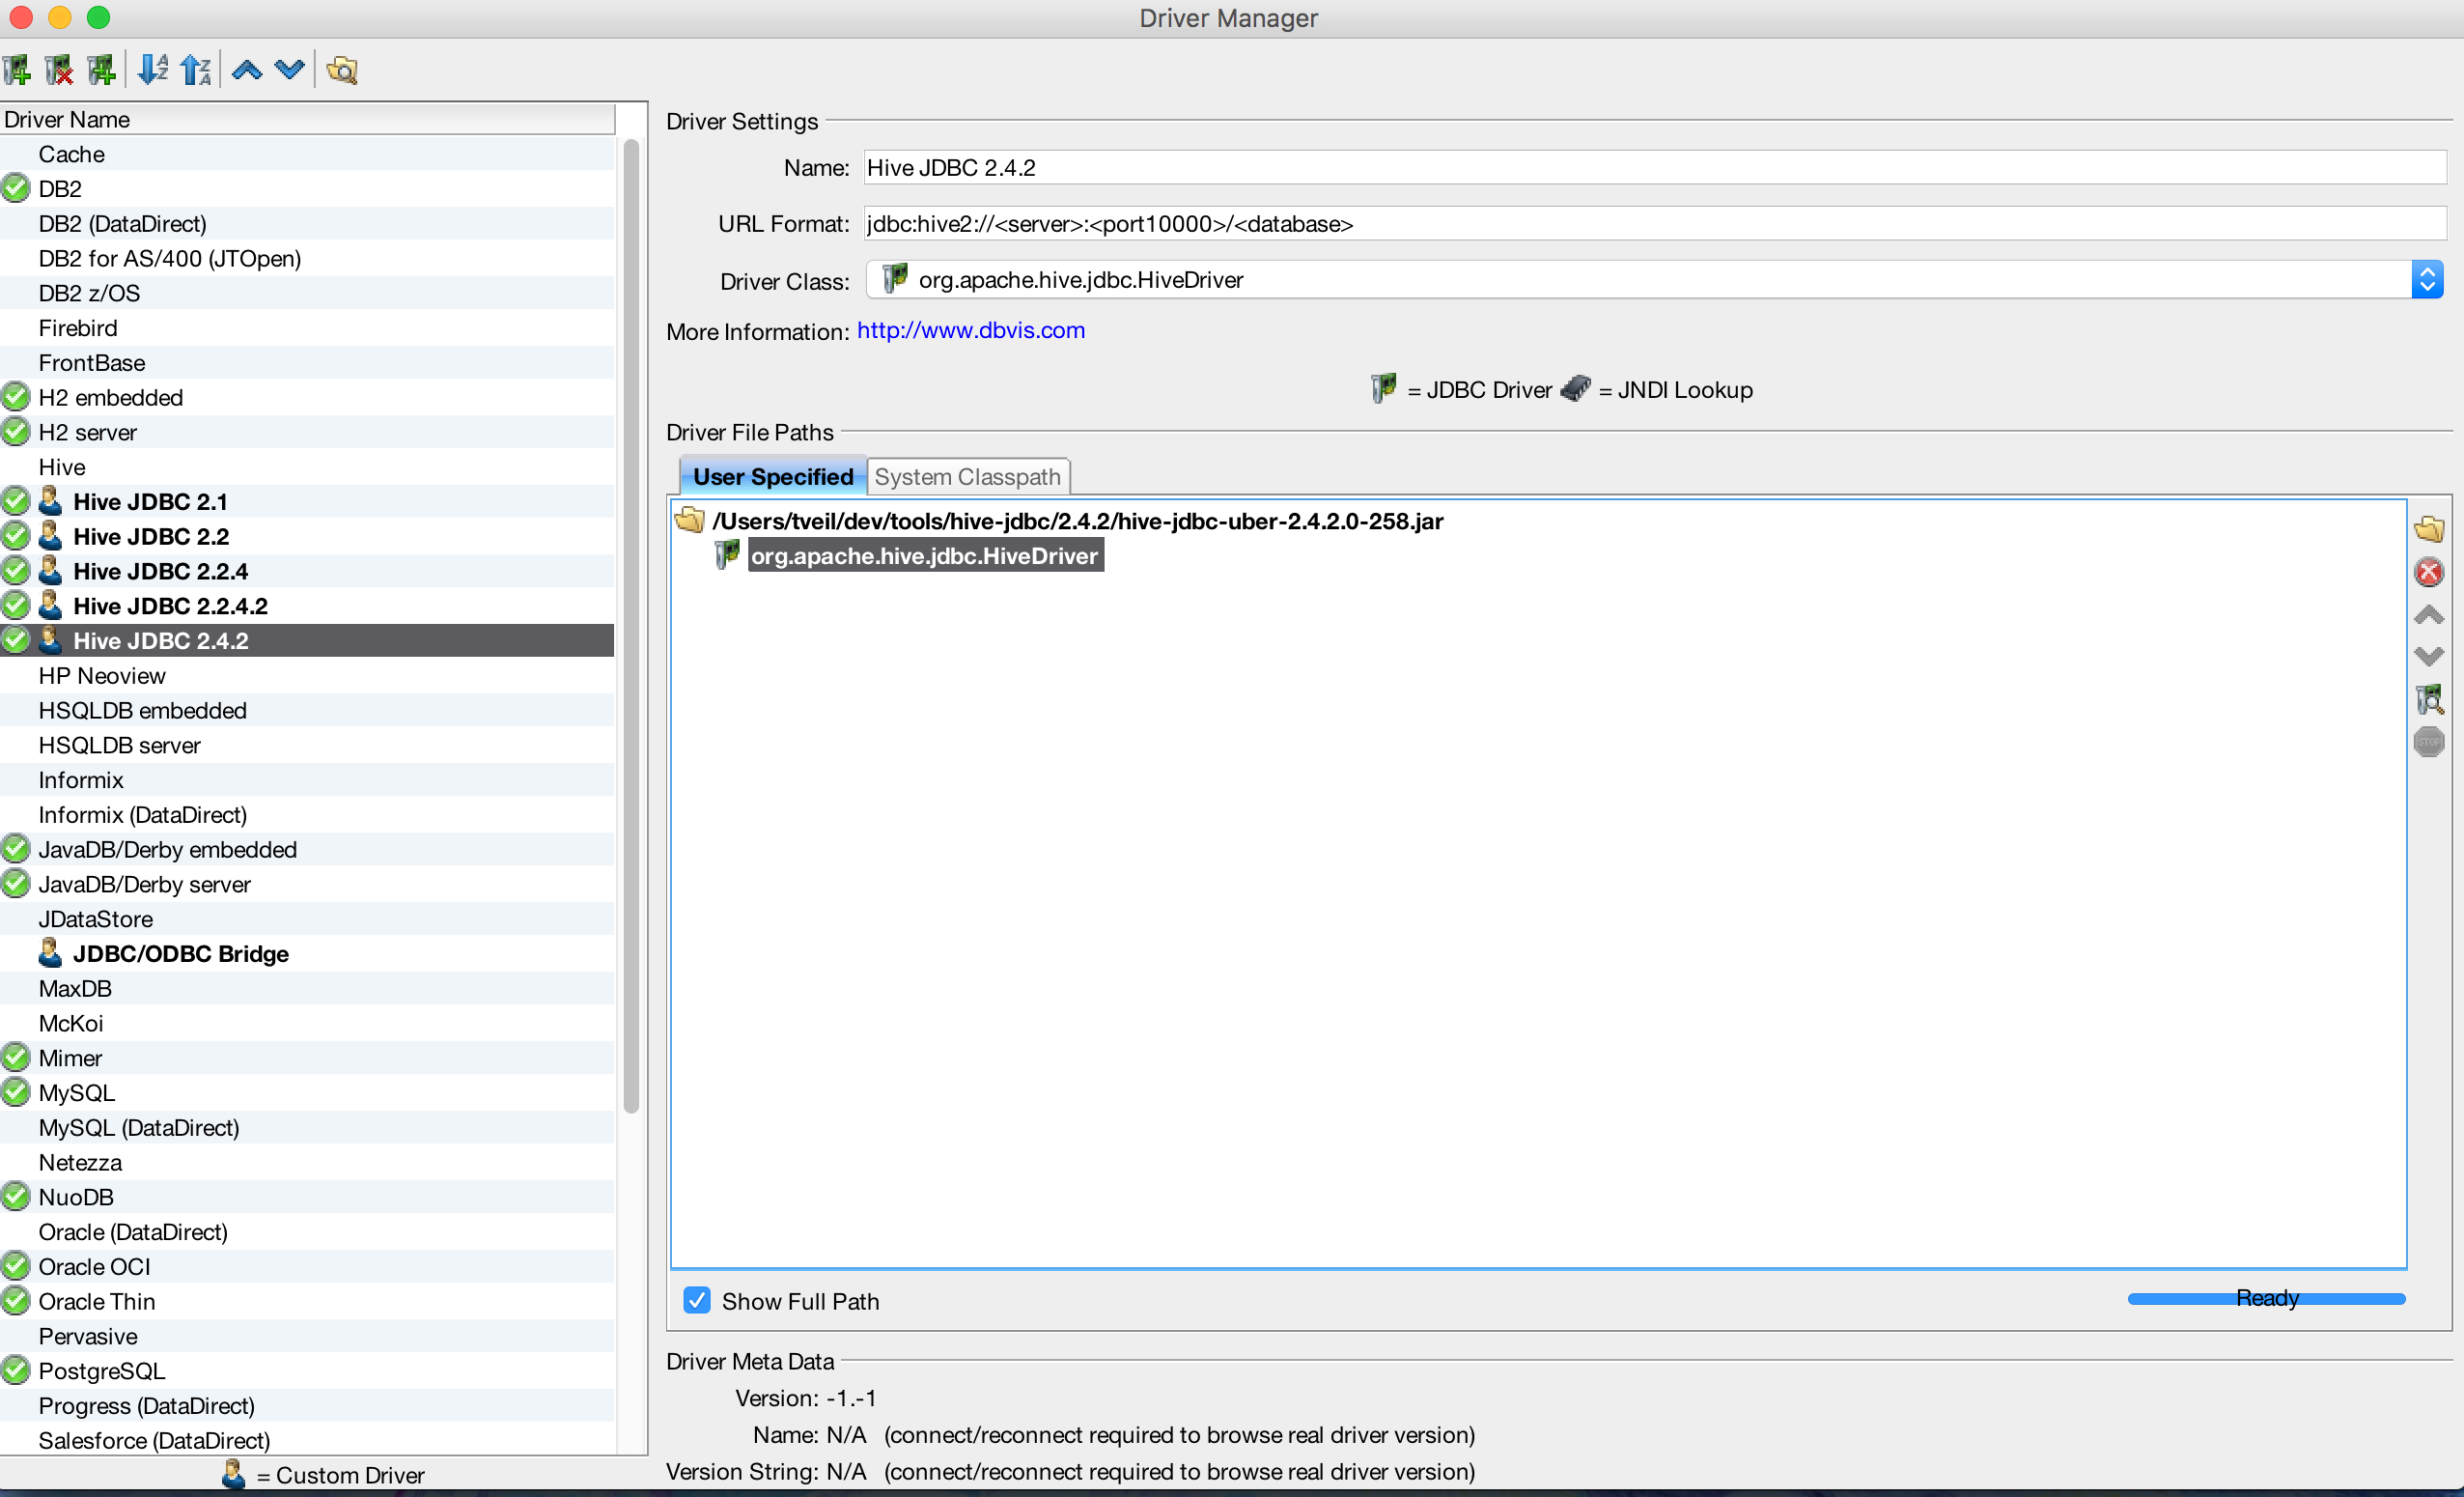 Driver Manager
Driver Name
Cache
DB2
DB2 (DataDirect)
DB2 for AS/400 (JTOpen)
DB2 z/OS
Firebird
FrontBase
H2 embedded
H2 server
Hive
Hive JDBC 2.1
Hive JDBC 2.2
Hive JDBC 2.2.4
Hive JDBC 2.2.4.2
Hive JDBC 2.4.2
HP Neoview
HSQLDB embedded
HSQLDB server
Informix
Informix (DataDirect)
JavaDB/Derby embedded
JavaDB/Derby server
JDataStore
JDBC/ODBC Bridge
MaxDB
McKoi
Mimer
MySQL
MySQL (DataDirect)
Netezza
NuoDB
Oracle (DataDirect)
Oracle OCI
Oracle Thin
Pervasive
PostgreSQL
Progress (DataDirect)
Salesforce (DataDirect)
= Custom Driver
Driver Settings
Name: Hive JDBC 2.4.2
URL Format: jdbc:hive2://<server>:<port10000>/<database>
Driver Class: org.apache.hive.jdbc.HiveDriver
More Information: http://www.dbvis.com
= JDBC Driver = JNDI Lookup
Driver File Paths
User Specified System Classpath
/Users/tveil/dev/tools/hive-jdbc/2.4.2/hive-jdbc-uber-2.4.2.0-258.jar
org.apache.hive.jdbc.HiveDriver
STOP
Show Full Path Ready
Driver Meta Data
Version: -1.-1
Name: N/A (connect/reconnect required to browse real driver version)
Version String: N/A (connect/reconnect required to browse real driver version)